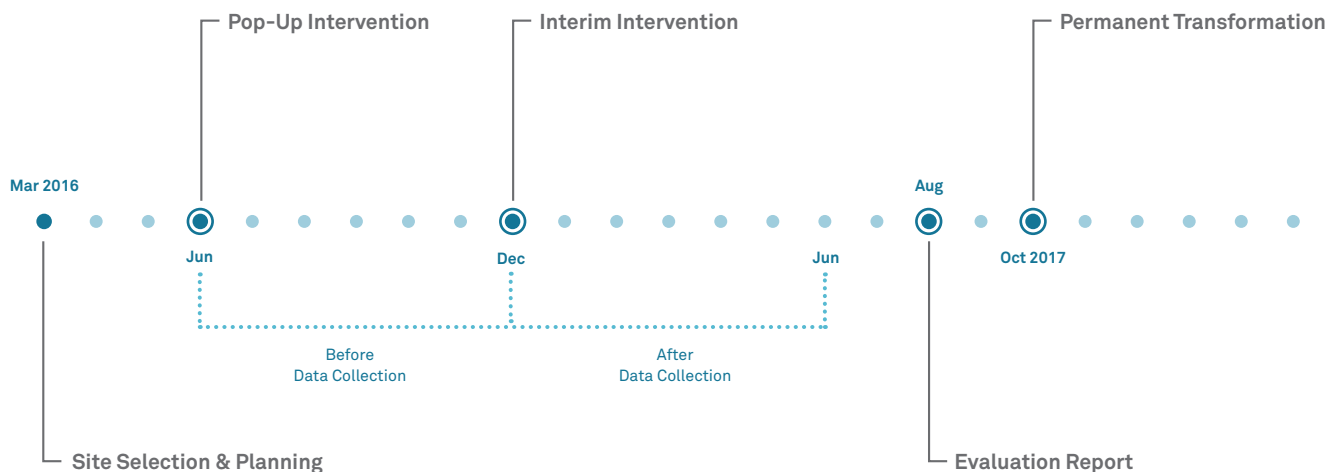 Pop-Up Intervention
Interim Intervention
Permanent Transformation
Mar 2016
Aug
Jun
Dec
Jun
Oct 2017
Before
Data Collection
After
Data Collection
Site Selection & Planning
Evaluation Report